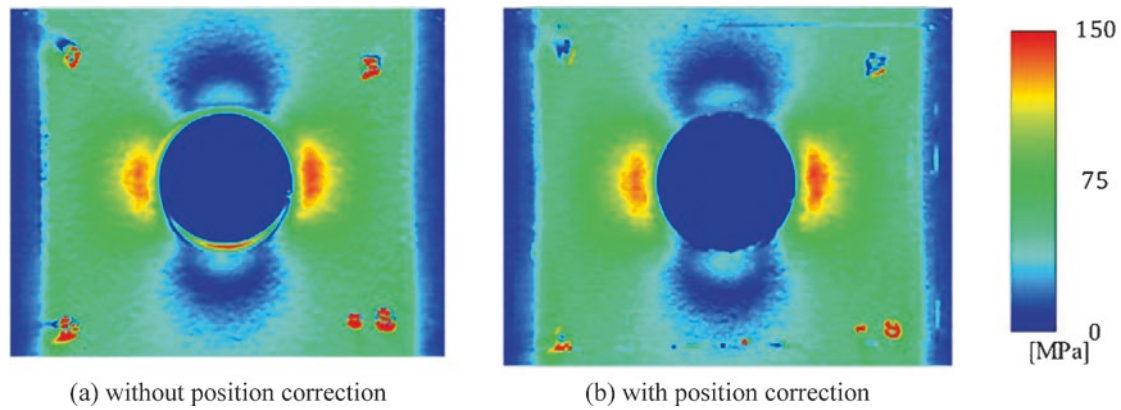 150
75
0
[MPa]
(a) without position correction
(b) with position correction